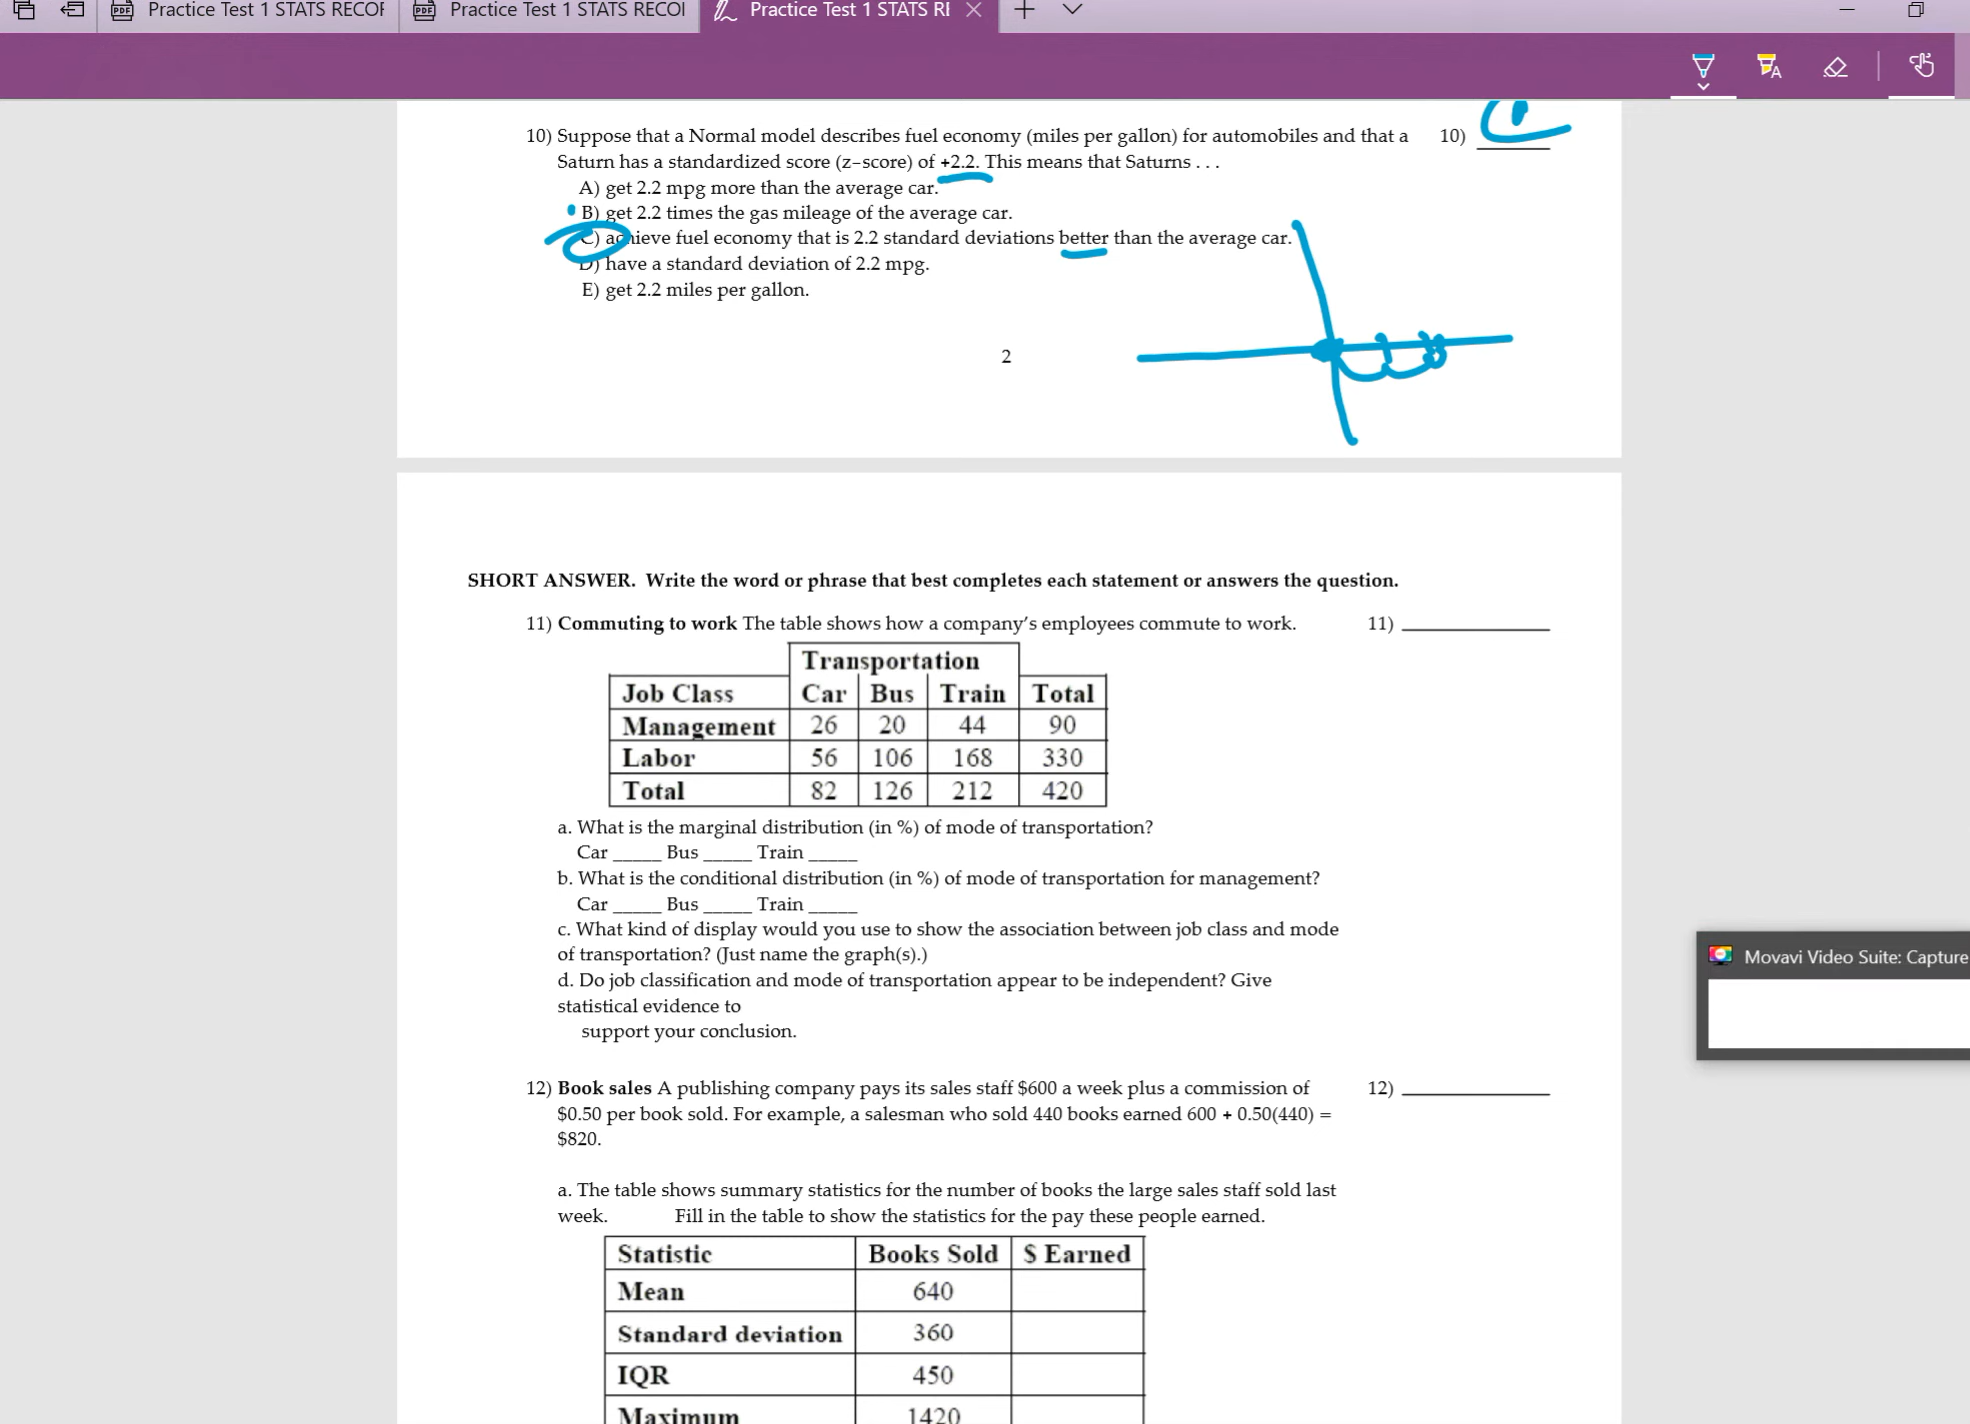 Practice Test 1 STATS RECOF
Practice Test 1 STATS RECOI
Practice Test 1 STATS RI
10) Suppose that a Normal model describes fuel economy (miles per gallon) for automobiles and that a
10)
Saturn has a standardized score (z-score) of +2.2. This means that Saturns . . .
A) get 2.2 mpg more than the average car.
B) get 2.2 times the gas mileage of the average car.
C) achieve fuel economy that is 2.2 standard deviations better than the average car.
D) have a standard deviation of 2.2 mpg.
E) get 2.2 miles per gallon.
2
SHORT ANSWER. Write the word or phrase that best completes each statement or answers the question.
11) Commuting to work The table shows how a company's employees commute to work.
11) ____________
Transportation
Job Class Car Bus Train Total
Management 26 20 44 90
Labor 56 106 168 330
Total 82 126 212 420
a. What is the marginal distribution (in %) of mode of transportation?
Car _____ Bus _____ Train _____
b. What is the conditional distribution (in %) of mode of transportation for management?
Car _____ Bus _____ Train _____
c. What kind of display would you use to show the association between job class and mode
of transportation? (Just name the graph(s).)
d. Do job classification and mode of transportation appear to be independent? Give
statistical evidence to
support your conclusion.
Movavi Video Suite: Capture
12) Book sales A publishing company pays its sales staff $600 a week plus a commission of
12) ____________
$0.50 per book sold. For example, a salesman who sold 440 books earned 600 + 0.50(440) =
$820.
a. The table shows summary statistics for the number of books the large sales staff sold last
week. Fill in the table to show the statistics for the pay these people earned.
Statistic Books Sold $ Earned
Mean 640
Standard deviation 360
IQR 450
Maximum 1420